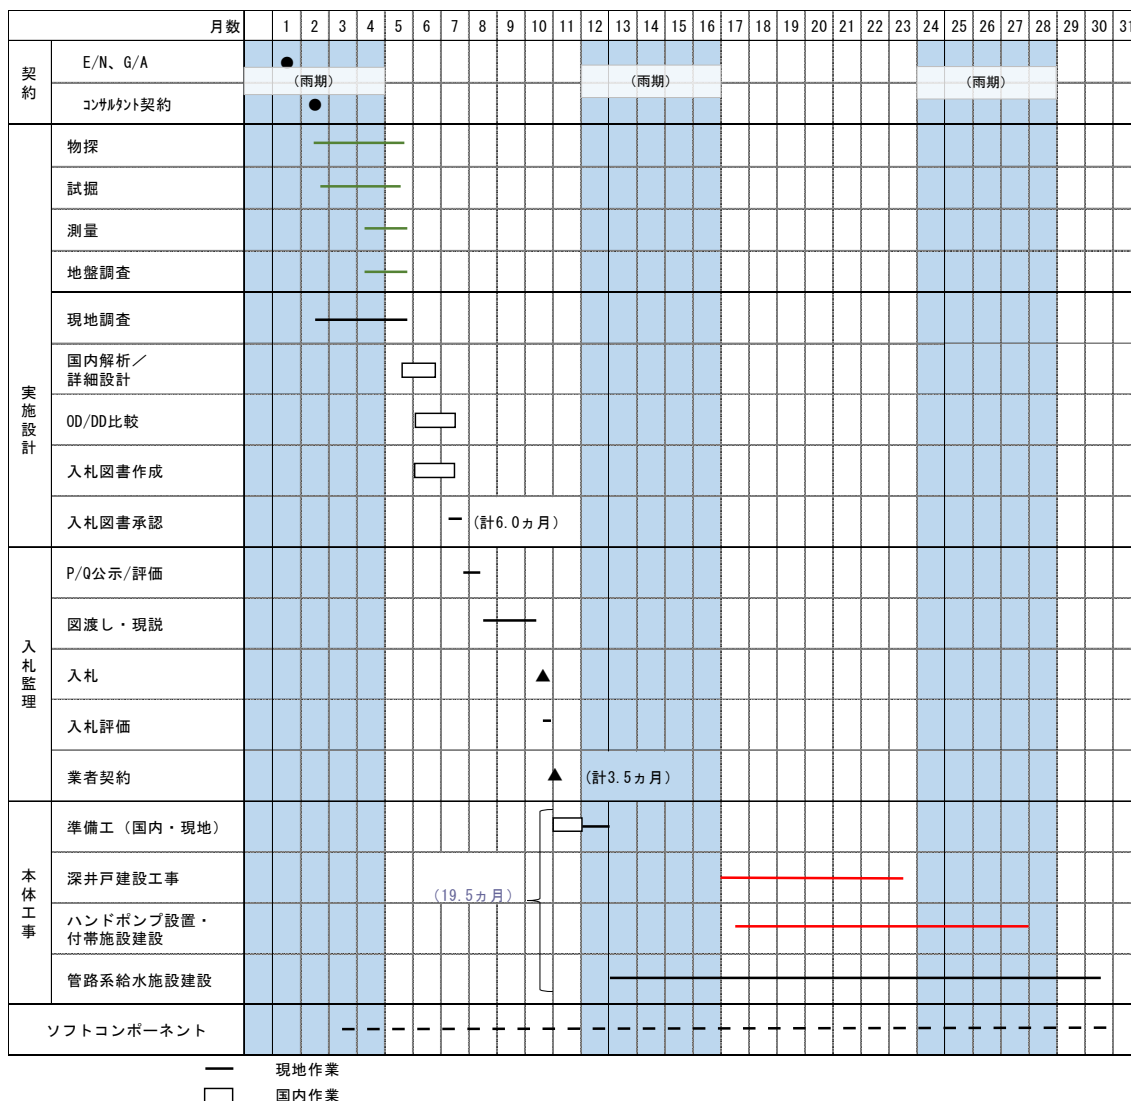 月数 1 2 3 4 5 6 7 8 9 10 11 12 13 14 15 16 17 18 19 20 21 22 23 24 25 26 27 28 29 30 31
契約
E/N、G/A
(雨期) (雨期) (雨期)
コンサルタント契約
実施設計
物探
試掘
測量
地盤調査
現地調査
国内解析／
詳細設計
OD/DD比較
入札図書作成
入札図書承認 (計6.0ヵ月)
入札監理
P/Q公示/評価
図渡し・現説
入札
入札評価
業者契約 (計3.5ヵ月)
本体工事
準備工（国内・現地）
深井戸建設工事
(19.5ヵ月)
ハンドポンプ設置・
付帯施設建設
管路系給水施設建設
ソフトコンポーネント
現地作業
国内作業